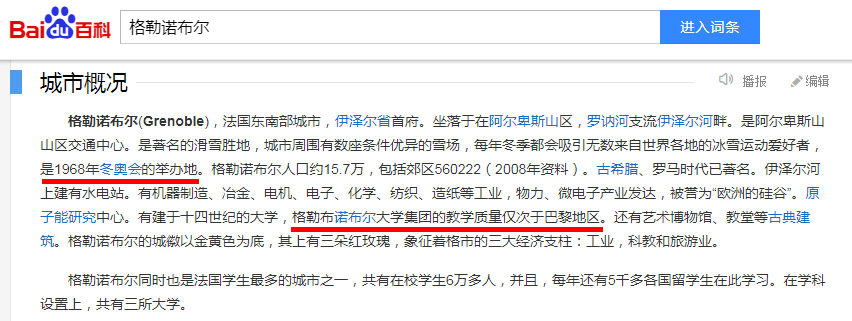 Bai du 百科
格勒诺布尔
进入词条
城市概况
播报
编辑
格勒诺布尔(Grenoble)，法国东南部城市，伊泽尔省首府。坐落于在阿尔卑斯山区，罗讷河支流伊泽尔河畔。是阿尔卑斯山
山区交通中心。是著名的滑雪胜地，城市周围有数座条件优异的雪场，每年冬季都会吸引无数来自世界各地的冰雪运动爱好者，
是1968年冬奥会的举办地。格勒诺布尔人口约15.7万，包括郊区560222（2008年资料）。古希腊、罗马时代已著名。伊泽尔河
上建有水电站。有机器制造、冶金、电机、电子、化学、纺织、造纸等工业，物力、微电子产业发达，被誉为“欧洲的硅谷”。原
子能研究中心。有建于十四世纪的大学，格勒布诺布尔大学集团的教学质量仅次于巴黎地区。还有艺术博物馆、教堂等古典建
筑。格勒诺布尔的城徽以金黄色为底，其上有三朵红玫瑰，象征着格市的三大经济支柱：工业，科教和旅游业。
格勒诺布尔同时也是法国学生最多的城市之一，共有在校学生6万多人，并且，每年还有5千多各国留学生在此学习。在学科
设置上，共有三所大学。